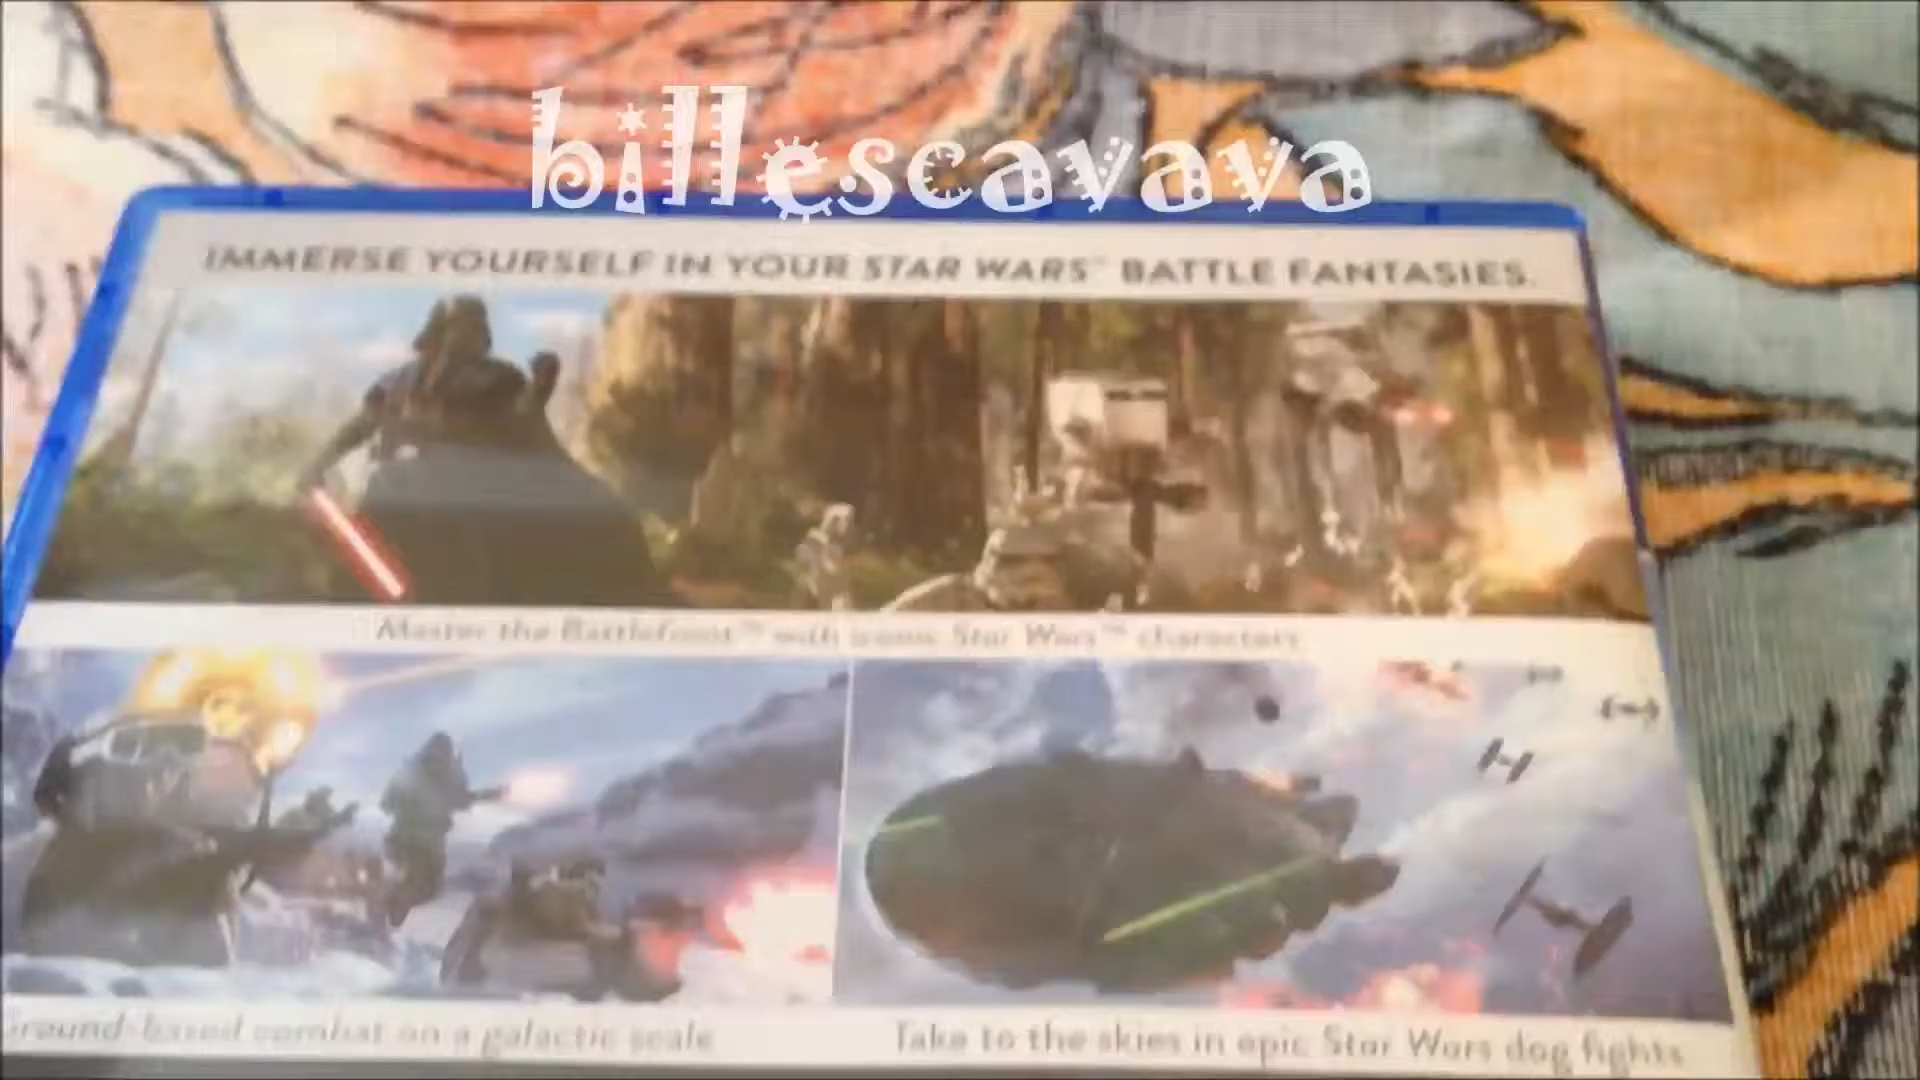 billescavava
IMMERSE YOURSELF IN YOUR STAR WARS™ BATTLE FANTASIES.
Master the Battlefront™ with iconic Star Wars™ characters
Ground-based combat on a galactic scale
Take to the skies in epic Star Wars dog fights